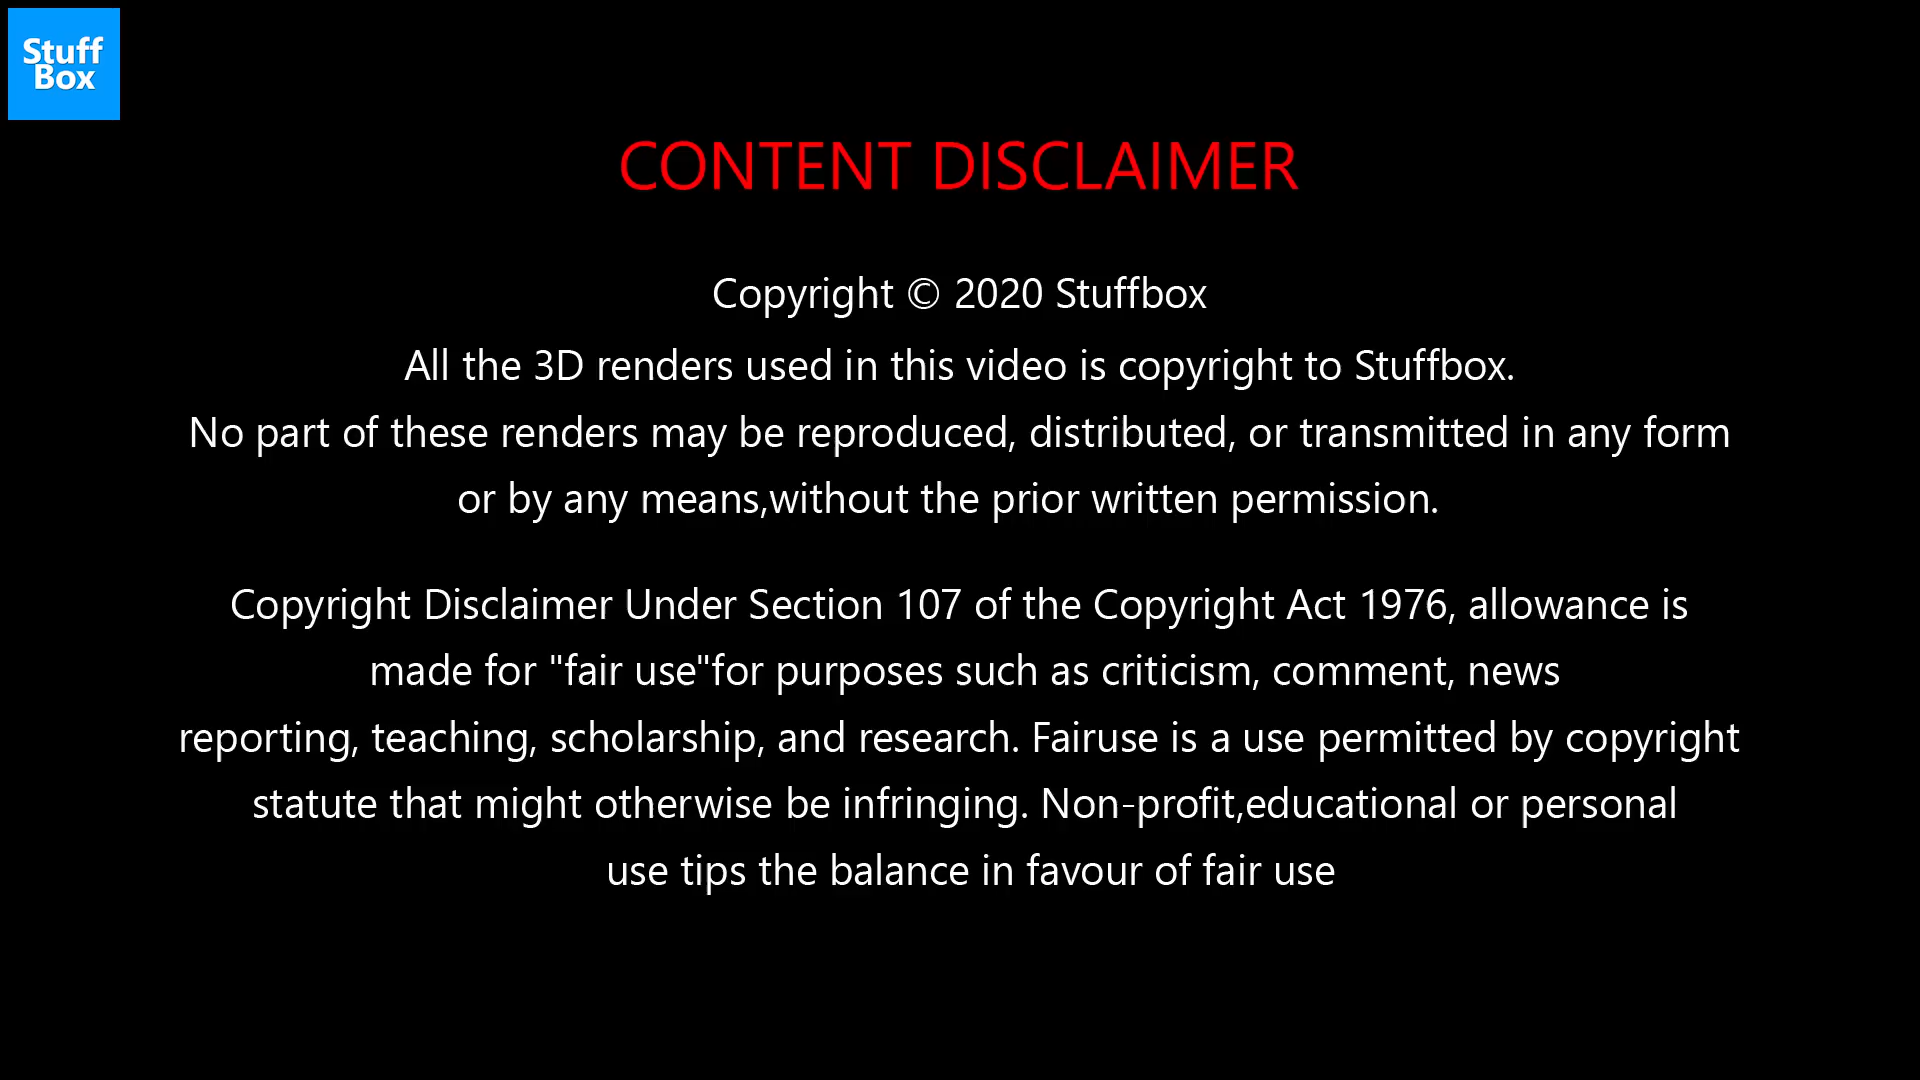 Stuff
Box
CONTENT DISCLAIMER
Copyright © 2020 Stuffbox
All the 3D renders used in this video is copyright to Stuffbox.
No part of these renders may be reproduced, distributed, or transmitted in any form
or by any means,without the prior written permission.
Copyright Disclaimer Under Section 107 of the Copyright Act 1976, allowance is
made for "fair use"for purposes such as criticism, comment, news
reporting, teaching, scholarship, and research. Fairuse is a use permitted by copyright
statute that might otherwise be infringing. Non-profit,educational or personal
use tips the balance in favour of fair use